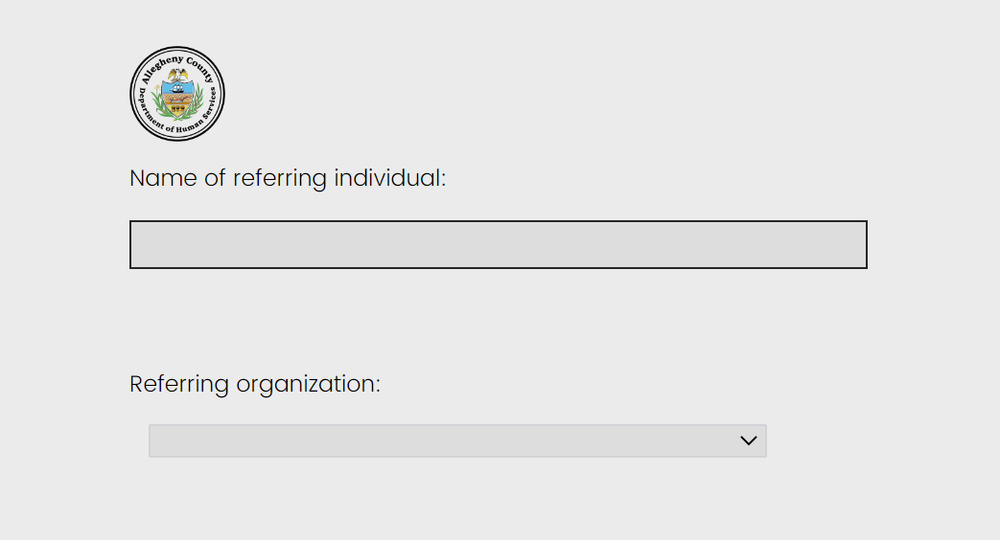 Allegheny County
Department of Human Services
Name of referring individual:
Referring organization: